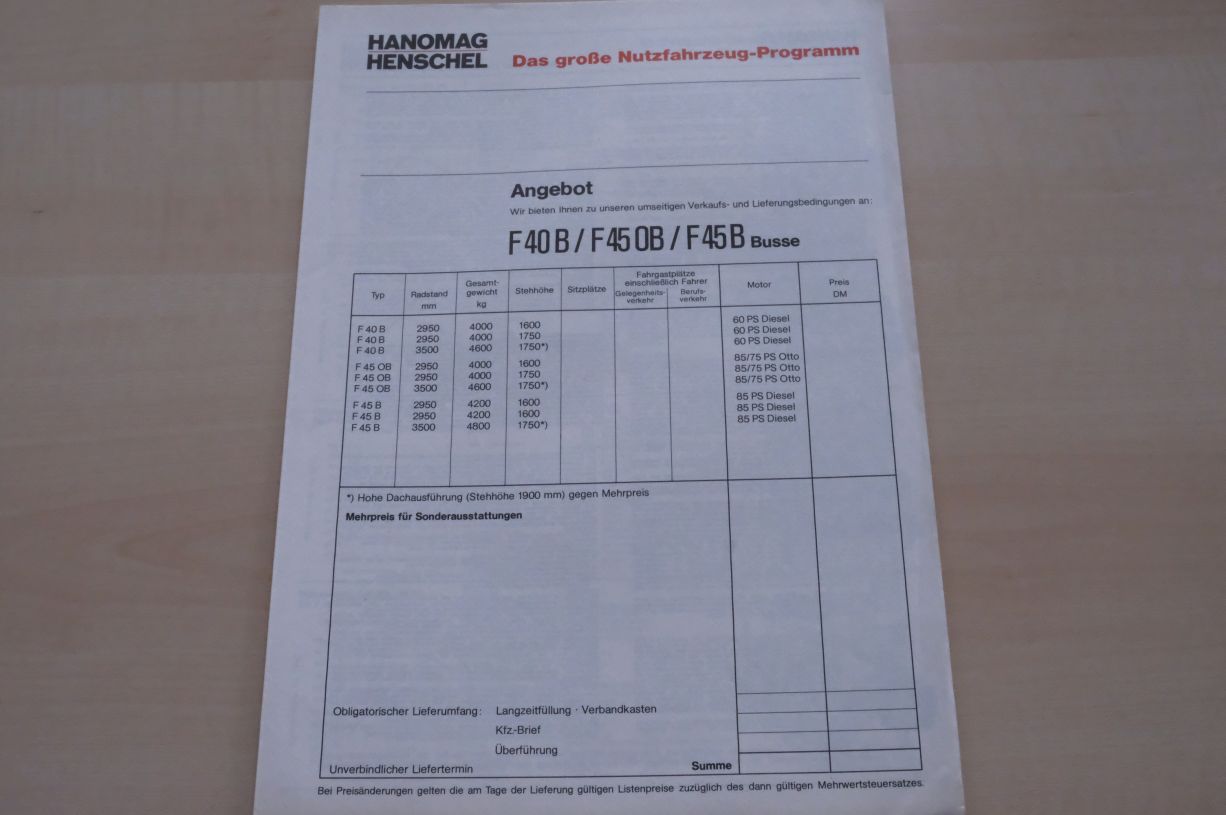 HANOMAG
HENSCHEL
Das große Nutzfahrzeug-Programm
Angebot
Wir bieten Ihnen zu unseren umseitigen Verkaufs- und Lieferungsbedingungen an:
F40B / F45OB / F45B Busse
Typ Radstand mm Gesamt-gewicht kg Stehhöhe Sitzplätze Fahrgastplätze einschließlich Fahrer Gelegenheits-verkehr Berufs-verkehr Motor Preis DM
F 40 B 2950 4000 1600 60 PS Diesel
F 40 B 2950 4000 1750 60 PS Diesel
F 40 B 3500 4600 1750*) 60 PS Diesel
F 45 OB 2950 4000 1600 85/75 PS Otto
F 45 OB 2950 4000 1750 85/75 PS Otto
F 45 OB 3500 4600 1750*) 85/75 PS Otto
F 45 B 2950 4200 1600 85 PS Diesel
F 45 B 2950 4200 1600 85 PS Diesel
F 45 B 3500 4800 1750*) 85 PS Diesel
*) Hohe Dachausführung (Stehhöhe 1900 mm) gegen Mehrpreis
Mehrpreis für Sonderausstattungen
Obligatorischer Lieferumfang: Langzeitfüllung · Verbandkasten
Kfz.-Brief
Überführung
Unverbindlicher Liefertermin Summe
Bei Preisänderungen gelten die am Tage der Lieferung gültigen Listenpreise zuzüglich des dann gültigen Mehrwertsteuersatzes.